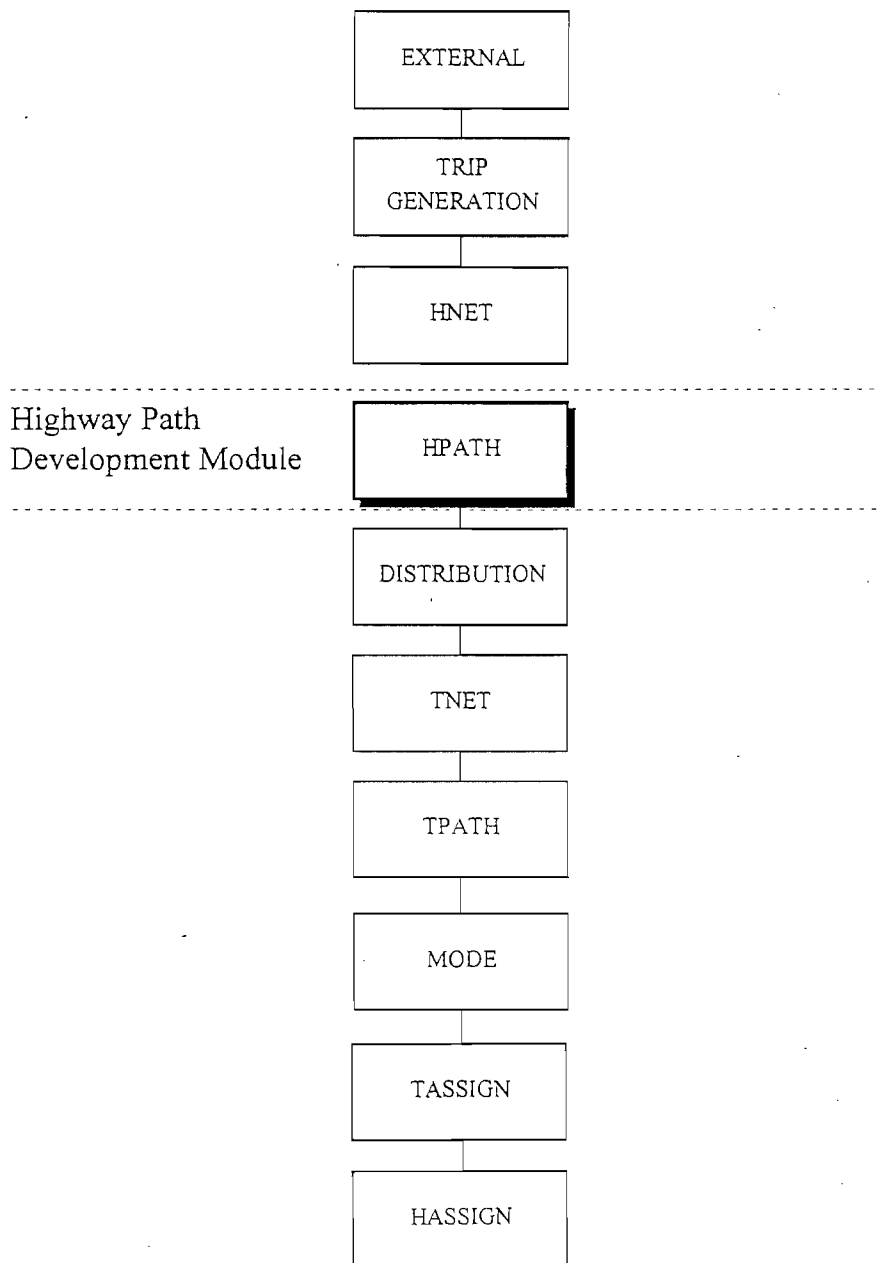 EXTERNAL
TRIP
GENERATION
HNET
Highway Path
Development Module
HPATH
DISTRIBUTION
TNET
TPATH
MODE
TASSIGN
HASSIGN